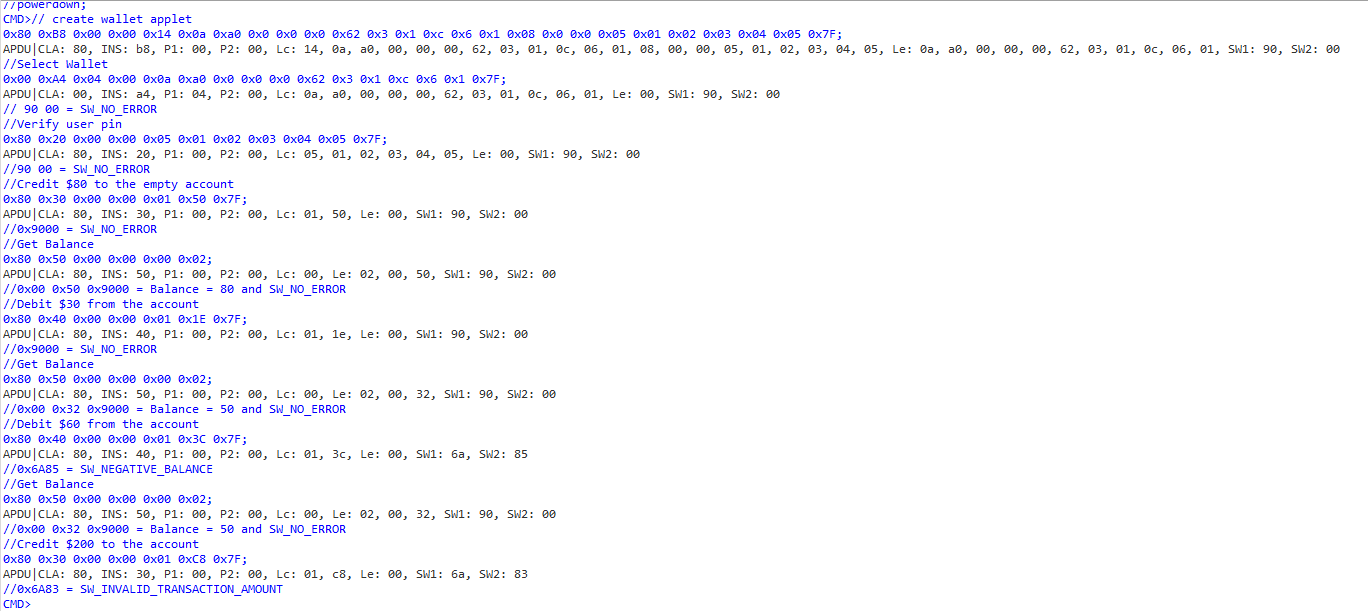 //powerdown;
CMD>// create wallet applet
0x80 0xB8 0x00 0x00 0x14 0x0a 0xa0 0x0 0x0 0x0 0x62 0x3 0x1 0xc 0x6 0x1 0x08 0x0 0x0 0x05 0x01 0x02 0x03 0x04 0x05 0x7F;
APDU|CLA: 80, INS: b8, P1: 00, P2: 00, Lc: 14, 0a, a0, 00, 00, 00, 62, 03, 01, 0c, 06, 01, 08, 00, 00, 05, 01, 02, 03, 04, 05, Le: 0a, a0, 00, 00, 00, 62, 03, 01, 0c, 06, 01, SW1: 90, SW2: 00
//Select Wallet
0x00 0xA4 0x04 0x00 0x0a 0xa0 0x0 0x0 0x0 0x62 0x3 0x1 0xc 0x6 0x1 0x7F;
APDU|CLA: 00, INS: a4, P1: 04, P2: 00, Lc: 0a, a0, 00, 00, 00, 62, 03, 01, 0c, 06, 01, Le: 00, SW1: 90, SW2: 00
// 90 00 = SW_NO_ERROR
//Verify user pin
0x80 0x20 0x00 0x00 0x05 0x01 0x02 0x03 0x04 0x05 0x7F;
APDU|CLA: 80, INS: 20, P1: 00, P2: 00, Lc: 05, 01, 02, 03, 04, 05, Le: 00, SW1: 90, SW2: 00
//90 00 = SW_NO_ERROR
//Credit $80 to the empty account
0x80 0x30 0x00 0x00 0x01 0x50 0x7F;
APDU|CLA: 80, INS: 30, P1: 00, P2: 00, Lc: 01, 50, Le: 00, SW1: 90, SW2: 00
//0x9000 = SW_NO_ERROR
//Get Balance
0x80 0x50 0x00 0x00 0x00 0x02;
APDU|CLA: 80, INS: 50, P1: 00, P2: 00, Lc: 00, Le: 02, 00, 50, SW1: 90, SW2: 00
//0x00 0x50 0x9000 = Balance = 80 and SW_NO_ERROR
//Debit $30 from the account
0x80 0x40 0x00 0x00 0x01 0x1E 0x7F;
APDU|CLA: 80, INS: 40, P1: 00, P2: 00, Lc: 01, 1e, Le: 00, SW1: 90, SW2: 00
//0x9000 = SW_NO_ERROR
//Get Balance
0x80 0x50 0x00 0x00 0x00 0x02;
APDU|CLA: 80, INS: 50, P1: 00, P2: 00, Lc: 00, Le: 02, 00, 32, SW1: 90, SW2: 00
//0x00 0x32 0x9000 = Balance = 50 and SW_NO_ERROR
//Debit $60 from the account
0x80 0x40 0x00 0x00 0x01 0x3C 0x7F;
APDU|CLA: 80, INS: 40, P1: 00, P2: 00, Lc: 01, 3c, Le: 00, SW1: 6a, SW2: 85
//0x6A85 = SW_NEGATIVE_BALANCE
//Get Balance
0x80 0x50 0x00 0x00 0x00 0x02;
APDU|CLA: 80, INS: 50, P1: 00, P2: 00, Lc: 00, Le: 02, 00, 32, SW1: 90, SW2: 00
//0x00 0x32 0x9000 = Balance = 50 and SW_NO_ERROR
//Credit $200 to the account
0x80 0x30 0x00 0x00 0x01 0xC8 0x7F;
APDU|CLA: 80, INS: 30, P1: 00, P2: 00, Lc: 01, c8, Le: 00, SW1: 6a, SW2: 83
//0x6A83 = SW_INVALID_TRANSACTION_AMOUNT
CMD>